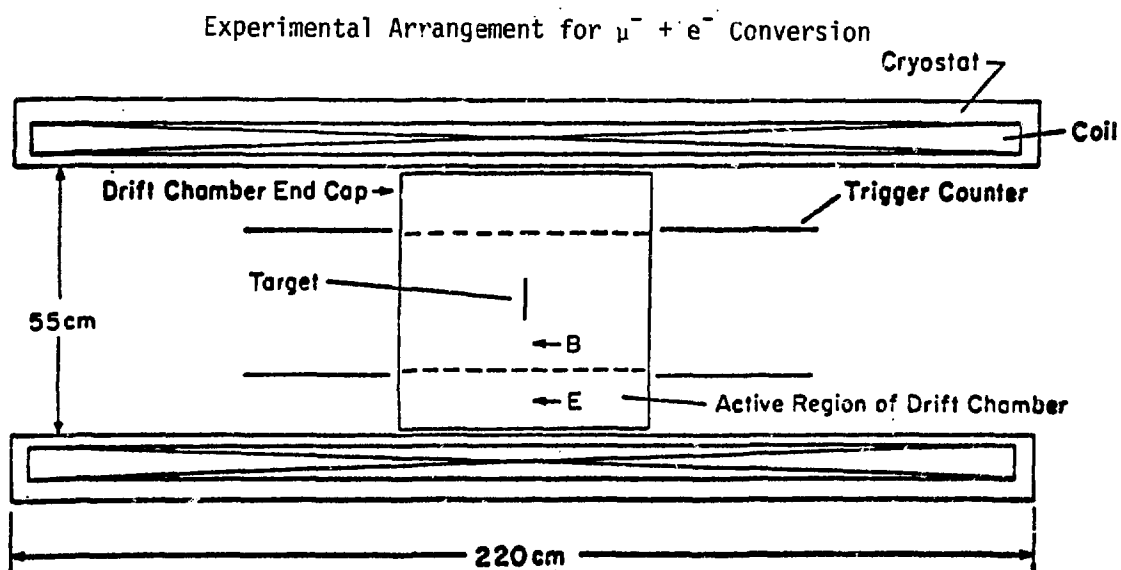 Experimental Arrangement for μ⁻ + e⁻ Conversion
Cryostat
Coil
Drift Chamber End Cap
Trigger Counter
Target
55cm
B
E
Active Region of Drift Chamber
220cm